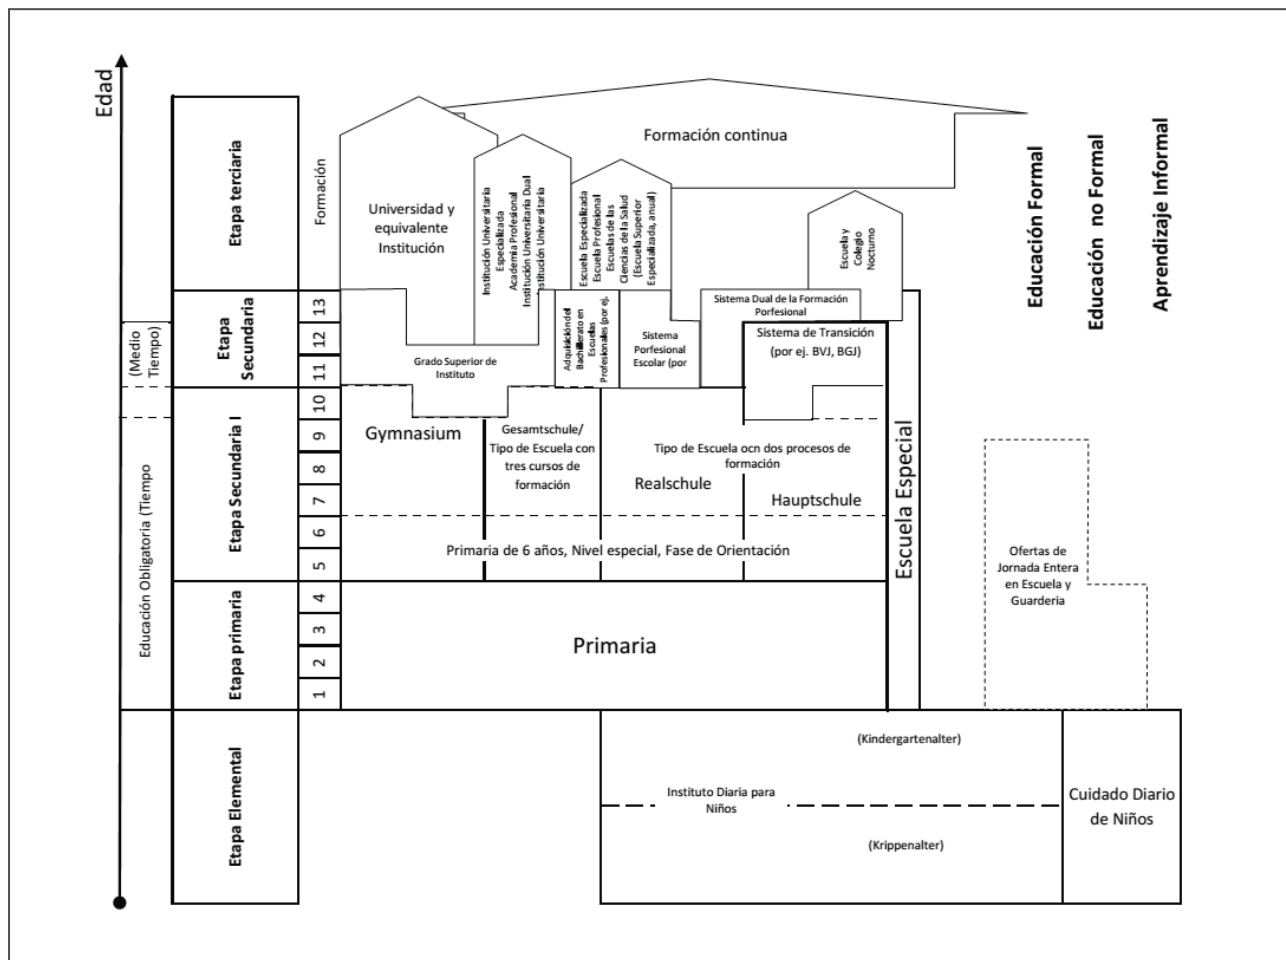 Edad
Formación continua
Educación Formal
Educación no Formal
Aprendizaje Informal
Etapa terciaria
Formación
Universidad y
equivalente
Institución
Institución Universitaria
Especializada
Academia Profesional
Institución Universitaria Dual
Institución Universitaria
Escuela Especializada
Escuela Profesional
Escuelas de las
Ciencias de la Salud
(Escuela Superior
Especializada, anual)
Escuela y
Colegio
Nocturno
(Medio
Tiempo)
Etapa
Secundaria
13
12
11
Grado Superior de
Instituto
Adquisición del
Bachillerato en
Escuelas
Profesionales (por ej.
Sistema
Porfesional
Escolar (por
Sistema Dual de la Formación
Porfesional
Sistema de Transición
(por ej. BVJ, BGJ)
Educación Obligatoria (Tiempo
Etapa Secundaria I
10
9
8
7
6
5
Gymnasium
Gesamtschule/
Tipo de Escuela con
tres cursos de
formación
Tipo de Escuela ocn dos procesos de
formación
Realschule
Hauptschule
Escuela Especial
Primaria de 6 años, Nivel especial, Fase de Orientación
Ofertas de
Jornada Entera
en Escuela y
Guarderia
Etapa primaria
4
3
2
1
Primaria
Etapa Elemental
(Kindergartenalter)
Instituto Diaria para
Niños
(Krippenalter)
Cuidado Diario
de Niños